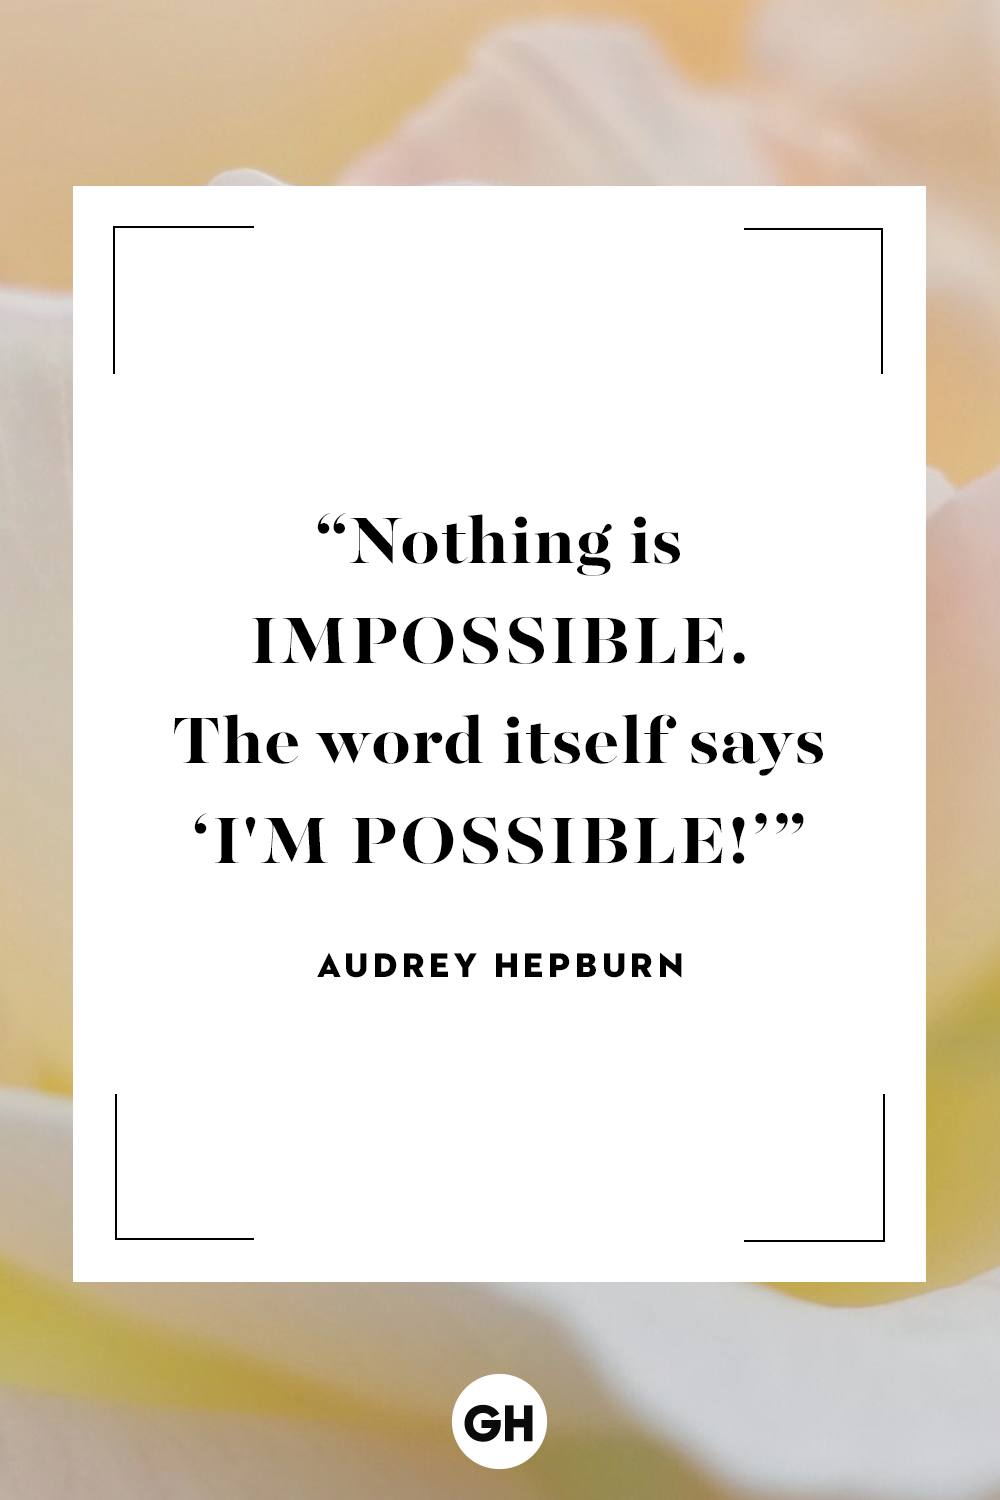 “Nothing is
IMPOSSIBLE.
The word itself says
‘I'M POSSIBLE!’”
AUDREY HEPBURN
GH